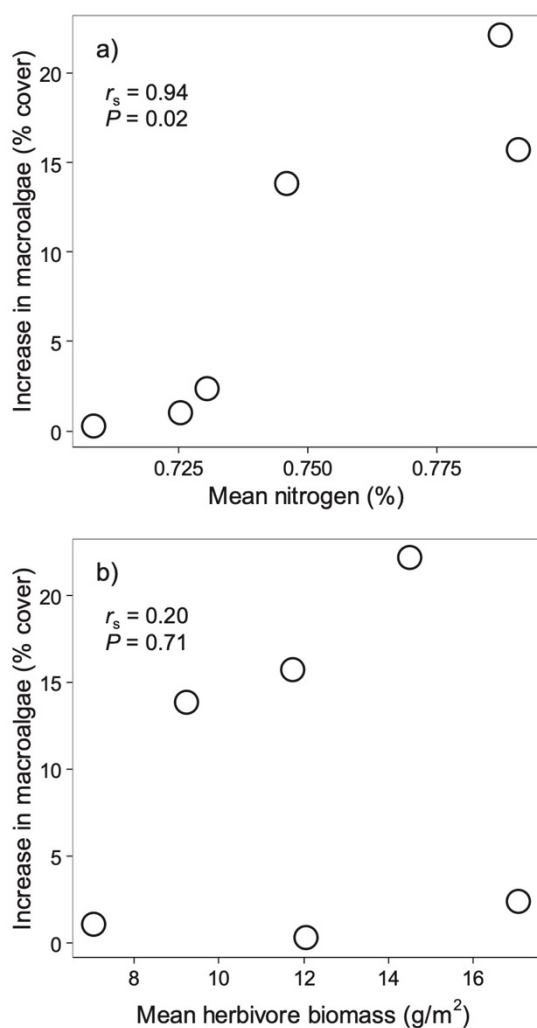 a)
r_s = 0.94
P = 0.02
Increase in macroalgae (% cover)
20
15
10
5
0
0.725 0.750 0.775
Mean nitrogen (%)
b)
r_s = 0.20
P = 0.71
Increase in macroalgae (% cover)
20
15
10
5
0
8 10 12 14 16
Mean herbivore biomass (g/m²)